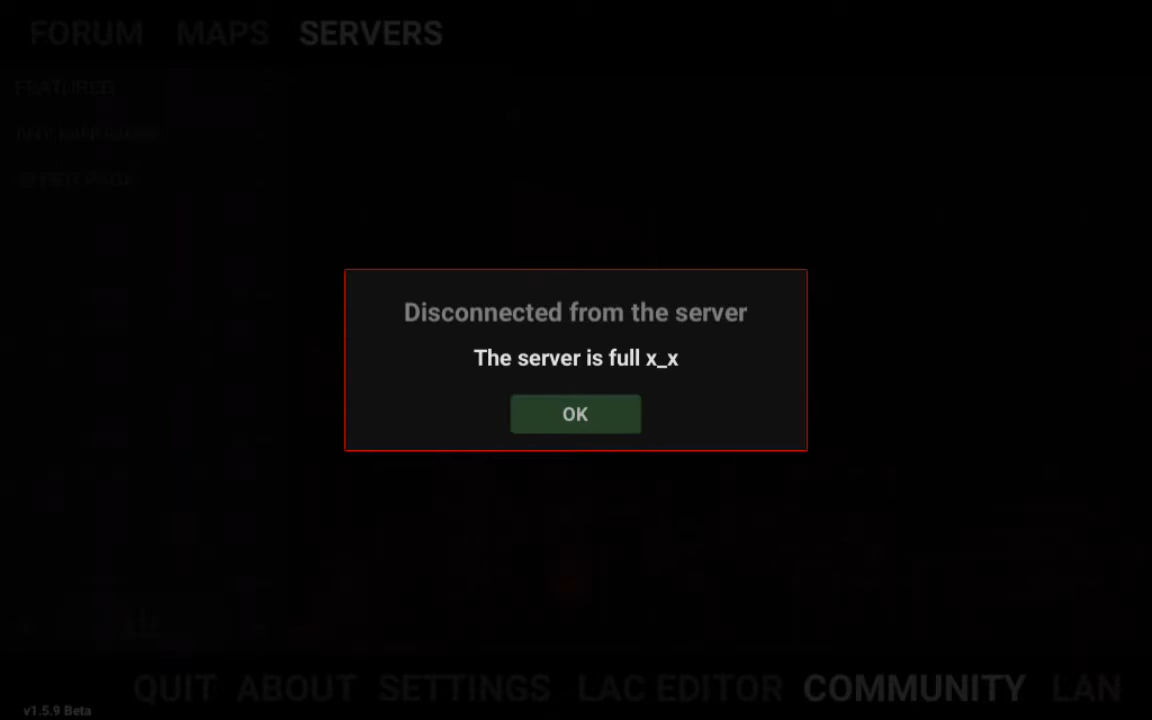 FORUM MAPS SERVERS
FEATURED
Disconnected from the server
The server is full x_x
OK
QUIT ABOUT SETTINGS LAC EDITOR COMMUNITY LAN
v1.5.9 Beta